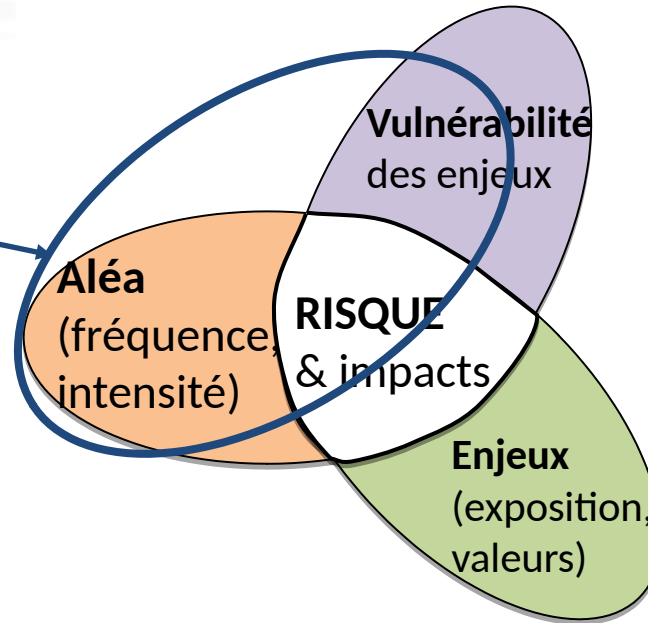 Vulnérabilité
des enjeux
Aléa
(fréquence,
intensité)
RISQUE
& impacts
Enjeux
(exposition,
valeurs)